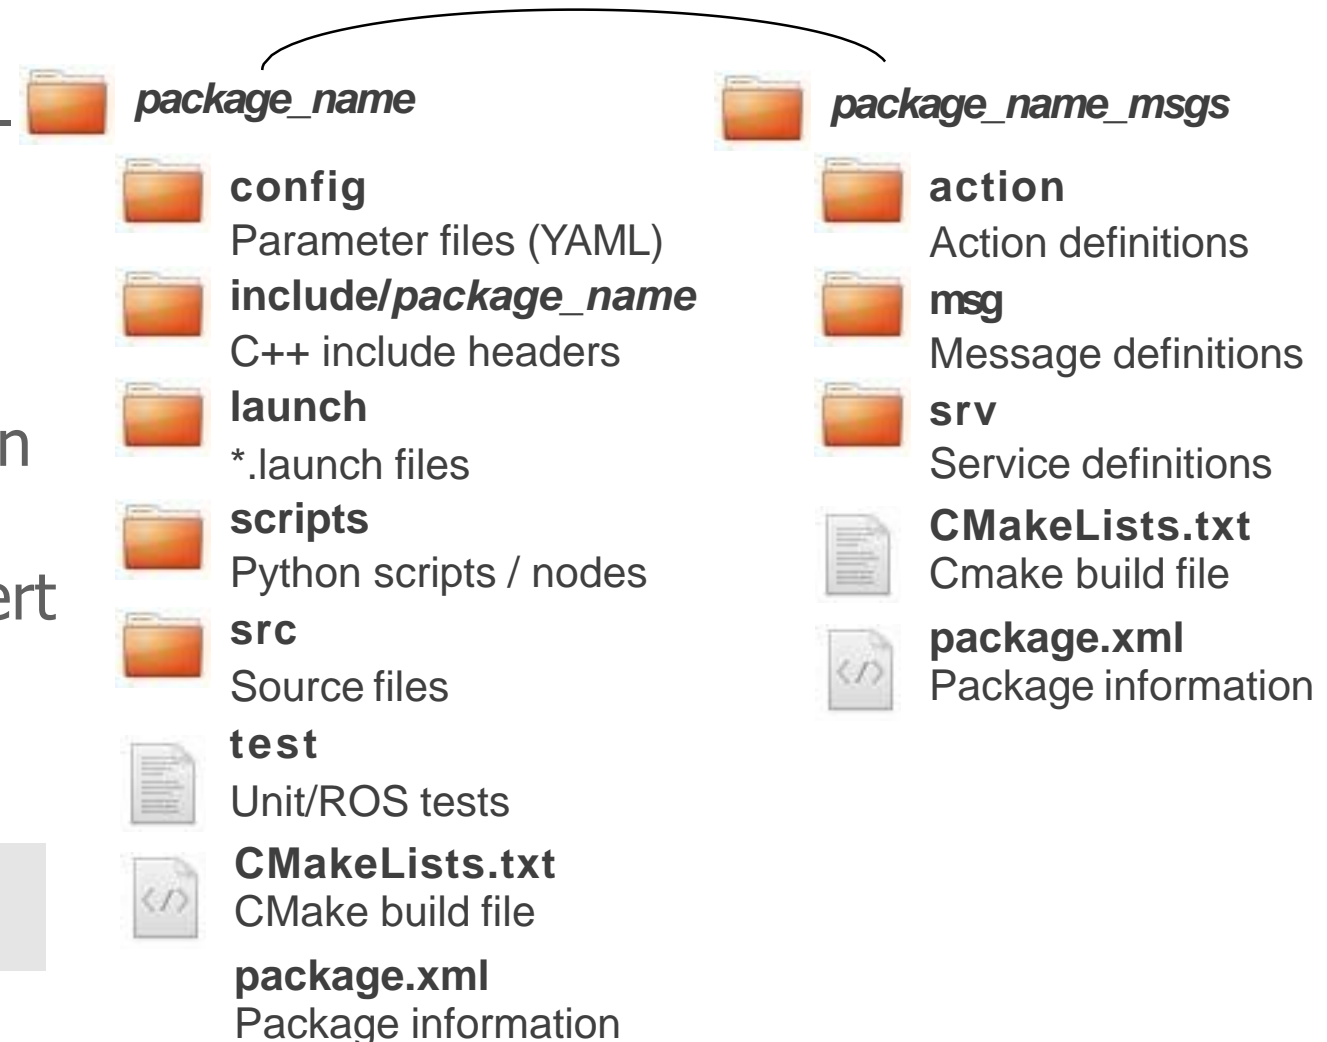 package_name
config
Parameter files (YAML)
include/package_name
C++ include headers
launch
*.launch files
scripts
Python scripts / nodes
src
Source files
test
Unit/ROS tests
CMakeLists.txt
CMake build file
package.xml
Package information
package_name_msgs
action
Action definitions
msg
Message definitions
srv
Service definitions
CMakeLists.txt
Cmake build file
package.xml
Package information
n
ert